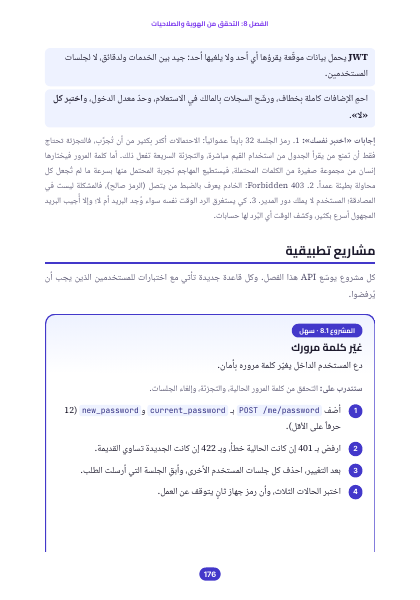 الفصل 8: التحقق من الهوية والصلاحيات
JWT يحمل بيانات موقّعة يقرؤها أي أحد ولا يلغيها أحد: جيد بين الخدمات ولدقائق، لا لجلسات
المستخدمين.
احمِ الإضافات كاملة بخطاف، ورشّح السجلات بالمالك في الاستعلام، وحدّ معدل الدخول، واختبر كل
«لا».
إجابات «اختبر نفسك»: 1. رمز الجلسة 32 بايتاً عشوائياً: الاحتمالات أكثر بكثير من أن تُجرَّب، فالتجزئة تحتاج
فقط أن تمنع من يقرأ الجدول من استخدام القيم مباشرة، والتجزئة السريعة تفعل ذلك. أما كلمة المرور فيختارها
إنسان من مجموعة صغيرة من الكلمات المحتملة، فيستطيع المهاجم تجربة المحتمل منها بسرعة ما لم تُجعل كل
محاولة بطيئة عمداً. 2. 403 Forbidden: الخادم يعرف بالضبط من يتصل (الرمز صالح)، فالمشكلة ليست في
المصادقة؛ المستخدم لا يملك دور المدير. 3. كي يستغرق الرد الوقت نفسه سواء وُجد البريد أم لا؛ وإلا أُجيب البريد
المجهول أسرع بكثير، وكشف الوقت أي البُرد لها حسابات.
مشاريع تطبيقية
كل مشروع يوسّع API هذا الفصل. وكل قاعدة جديدة تأتي مع اختبارات للمستخدمين الذين يجب أن
يُرفضوا.
المشروع 8.1 · سهل
غيّر كلمة مرورك
دع المستخدم الداخل يغيّر كلمة مروره بأمان.
ستتدرب على: التحقق من كلمة المرور الحالية، والتجزئة، وإلغاء الجلسات.
1 أضف POST /me/password بـ current_password و new_password (12
حرفاً على الأقل).
2 ارفض بـ 401 إن كانت الحالية خطأ، وبـ 422 إن كانت الجديدة تساوي القديمة.
3 بعد التغيير، احذف كل جلسات المستخدم الأخرى، وأبقِ الجلسة التي أرسلت الطلب.
4 اختبر الحالات الثلاث، وأن رمز جهاز ثانٍ يتوقف عن العمل.
176